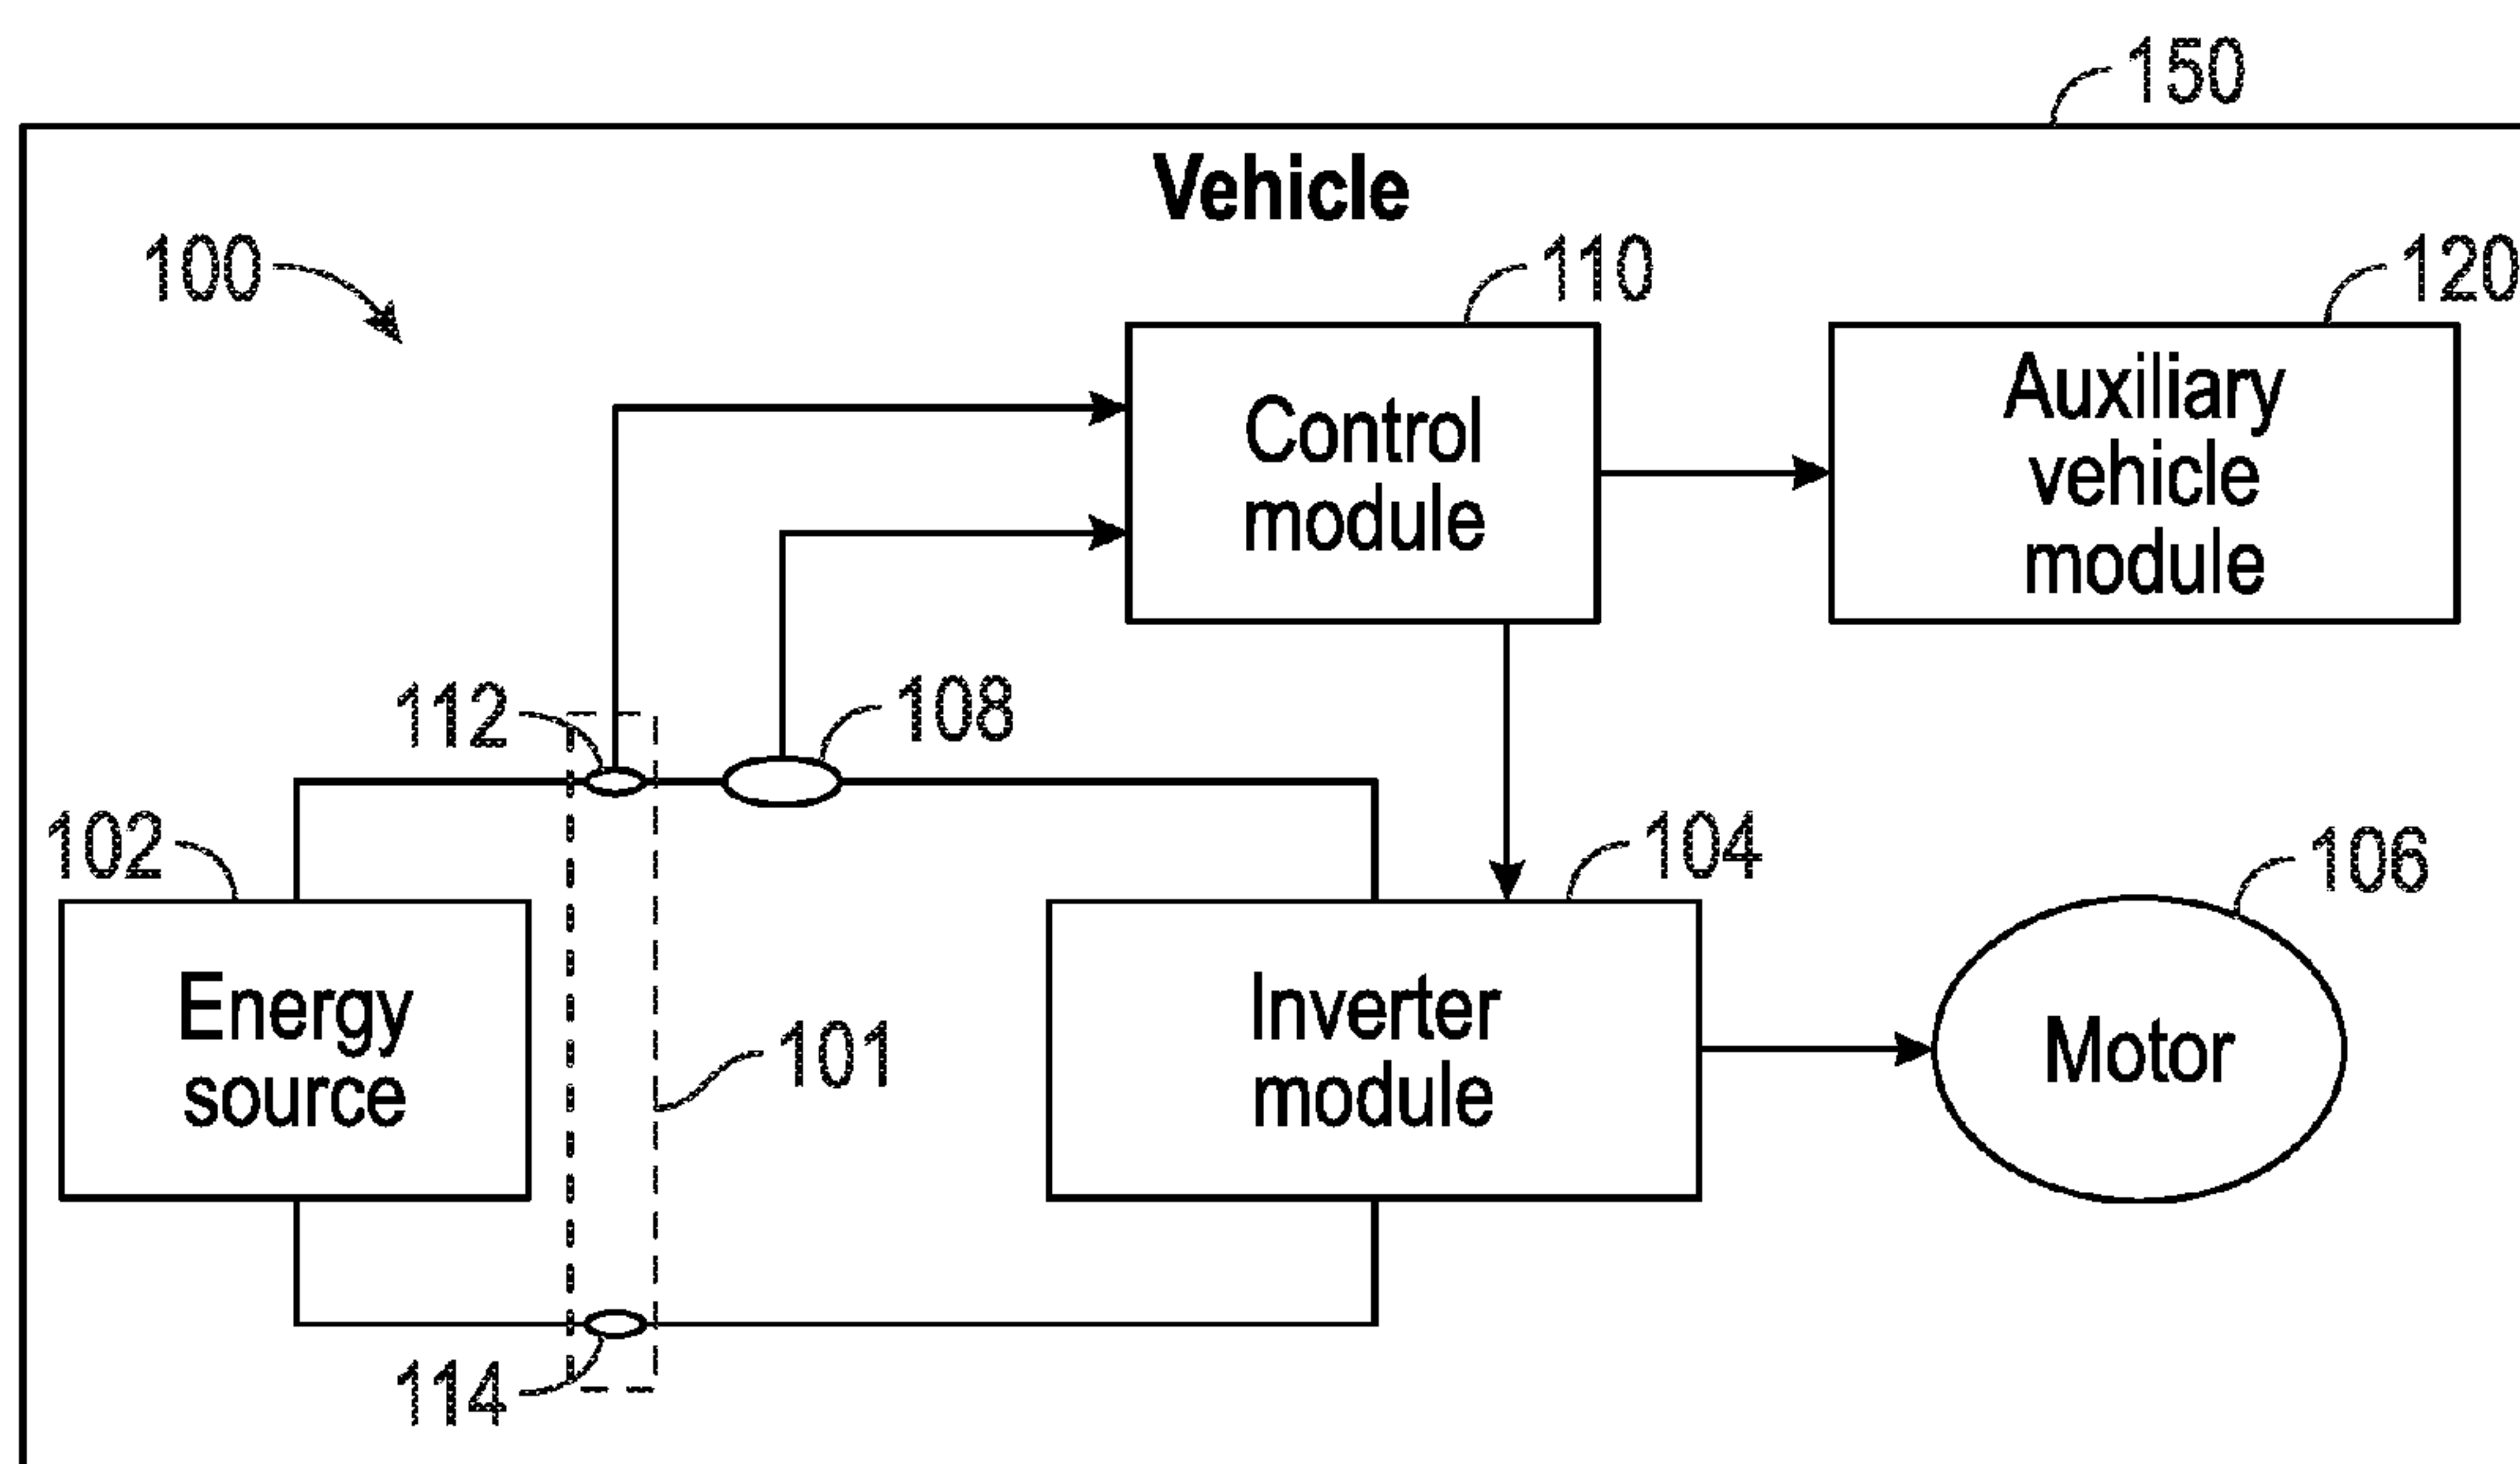 150
Vehicle
100
110
120
Control
module
Auxiliary
vehicle
module
112
108
102
104
106
Energy
source
101
Inverter
module
Motor
114